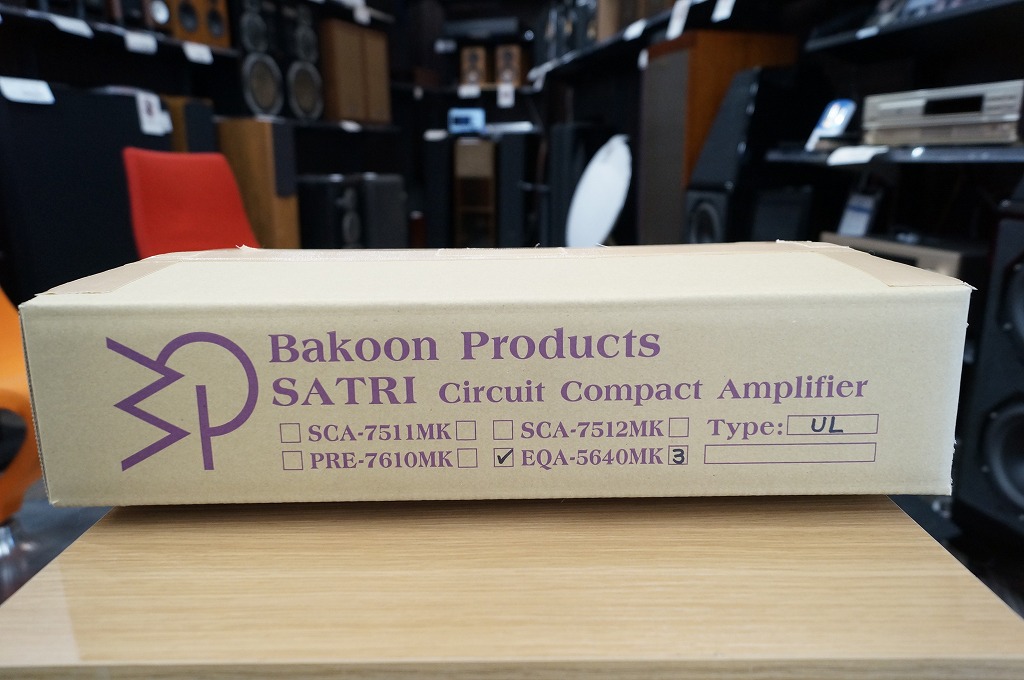 Bakoon Products
SATRI Circuit Compact Amplifier
☐ SCA-7511MK ☐ ☐ SCA-7512MK ☐ Type: UL
☐ PRE-7610MK ☐ ☑ EQA-5640MK 3